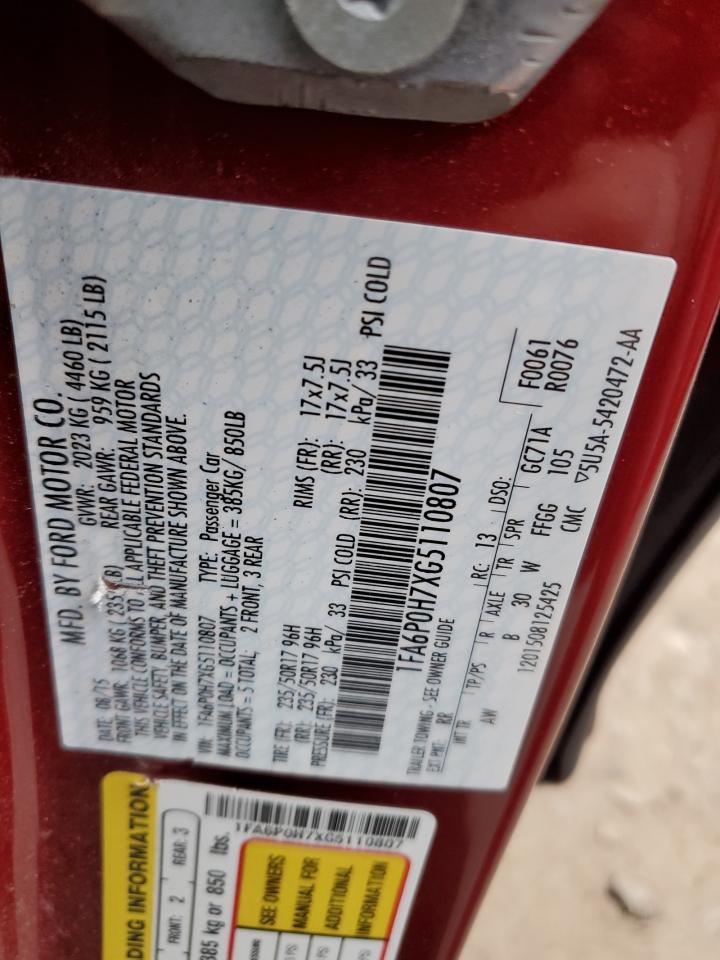 MFD. BY FORD MOTOR CO.
DATE: 08/15 GVWR: 2023 KG ( 4460 LB)
FRONT GAWR: 1068 KG ( LB) REAR GAWR: 959 KG ( 2115 LB)
THIS VEHICLE CONFORMS TO ALL APPLICABLE FEDERAL MOTOR
VEHICLE SAFETY, BUMPER, AND THEFT PREVENTION STANDARDS
IN EFFECT ON THE DATE OF MANUFACTURE SHOWN ABOVE.
VIN: 1FA6P0H7XG5110807 TYPE: Passenger Car
MAXIMUM LOAD = OCCUPANTS + LUGGAGE = 385KG/ 850LB
OCCUPANTS = 5 TOTAL; 2 FRONT, 3 REAR
TIRE (FR): 235/50R17 96H RIMS (FR): 17x7.5J
(RR): 235/50R17 96H (RR): 17x7.5J
PRESSURE (FR): 230 kPa/ 33 PSI COLD (RR): 230 kPa/ 33 PSI COLD
1FA6P0H7XG5110807
TRAILER TOWING - SEE OWNER GUIDE
EXT PNT: RR RC: 13 DSO: F0061
INT TR TP/PS R AXLE TR SPR GC71A R0076
AW B 30 W FFGG 105
1201508125425 CMC ▽5U5A-5420472-AA
DING INFORMATION
FRONT: 2 REAR: 3
385 kg or 850 lbs.
1FA6P0H7XG5110807
SEE OWNERS
MANUAL FOR
ADDITIONAL
INFORMATION